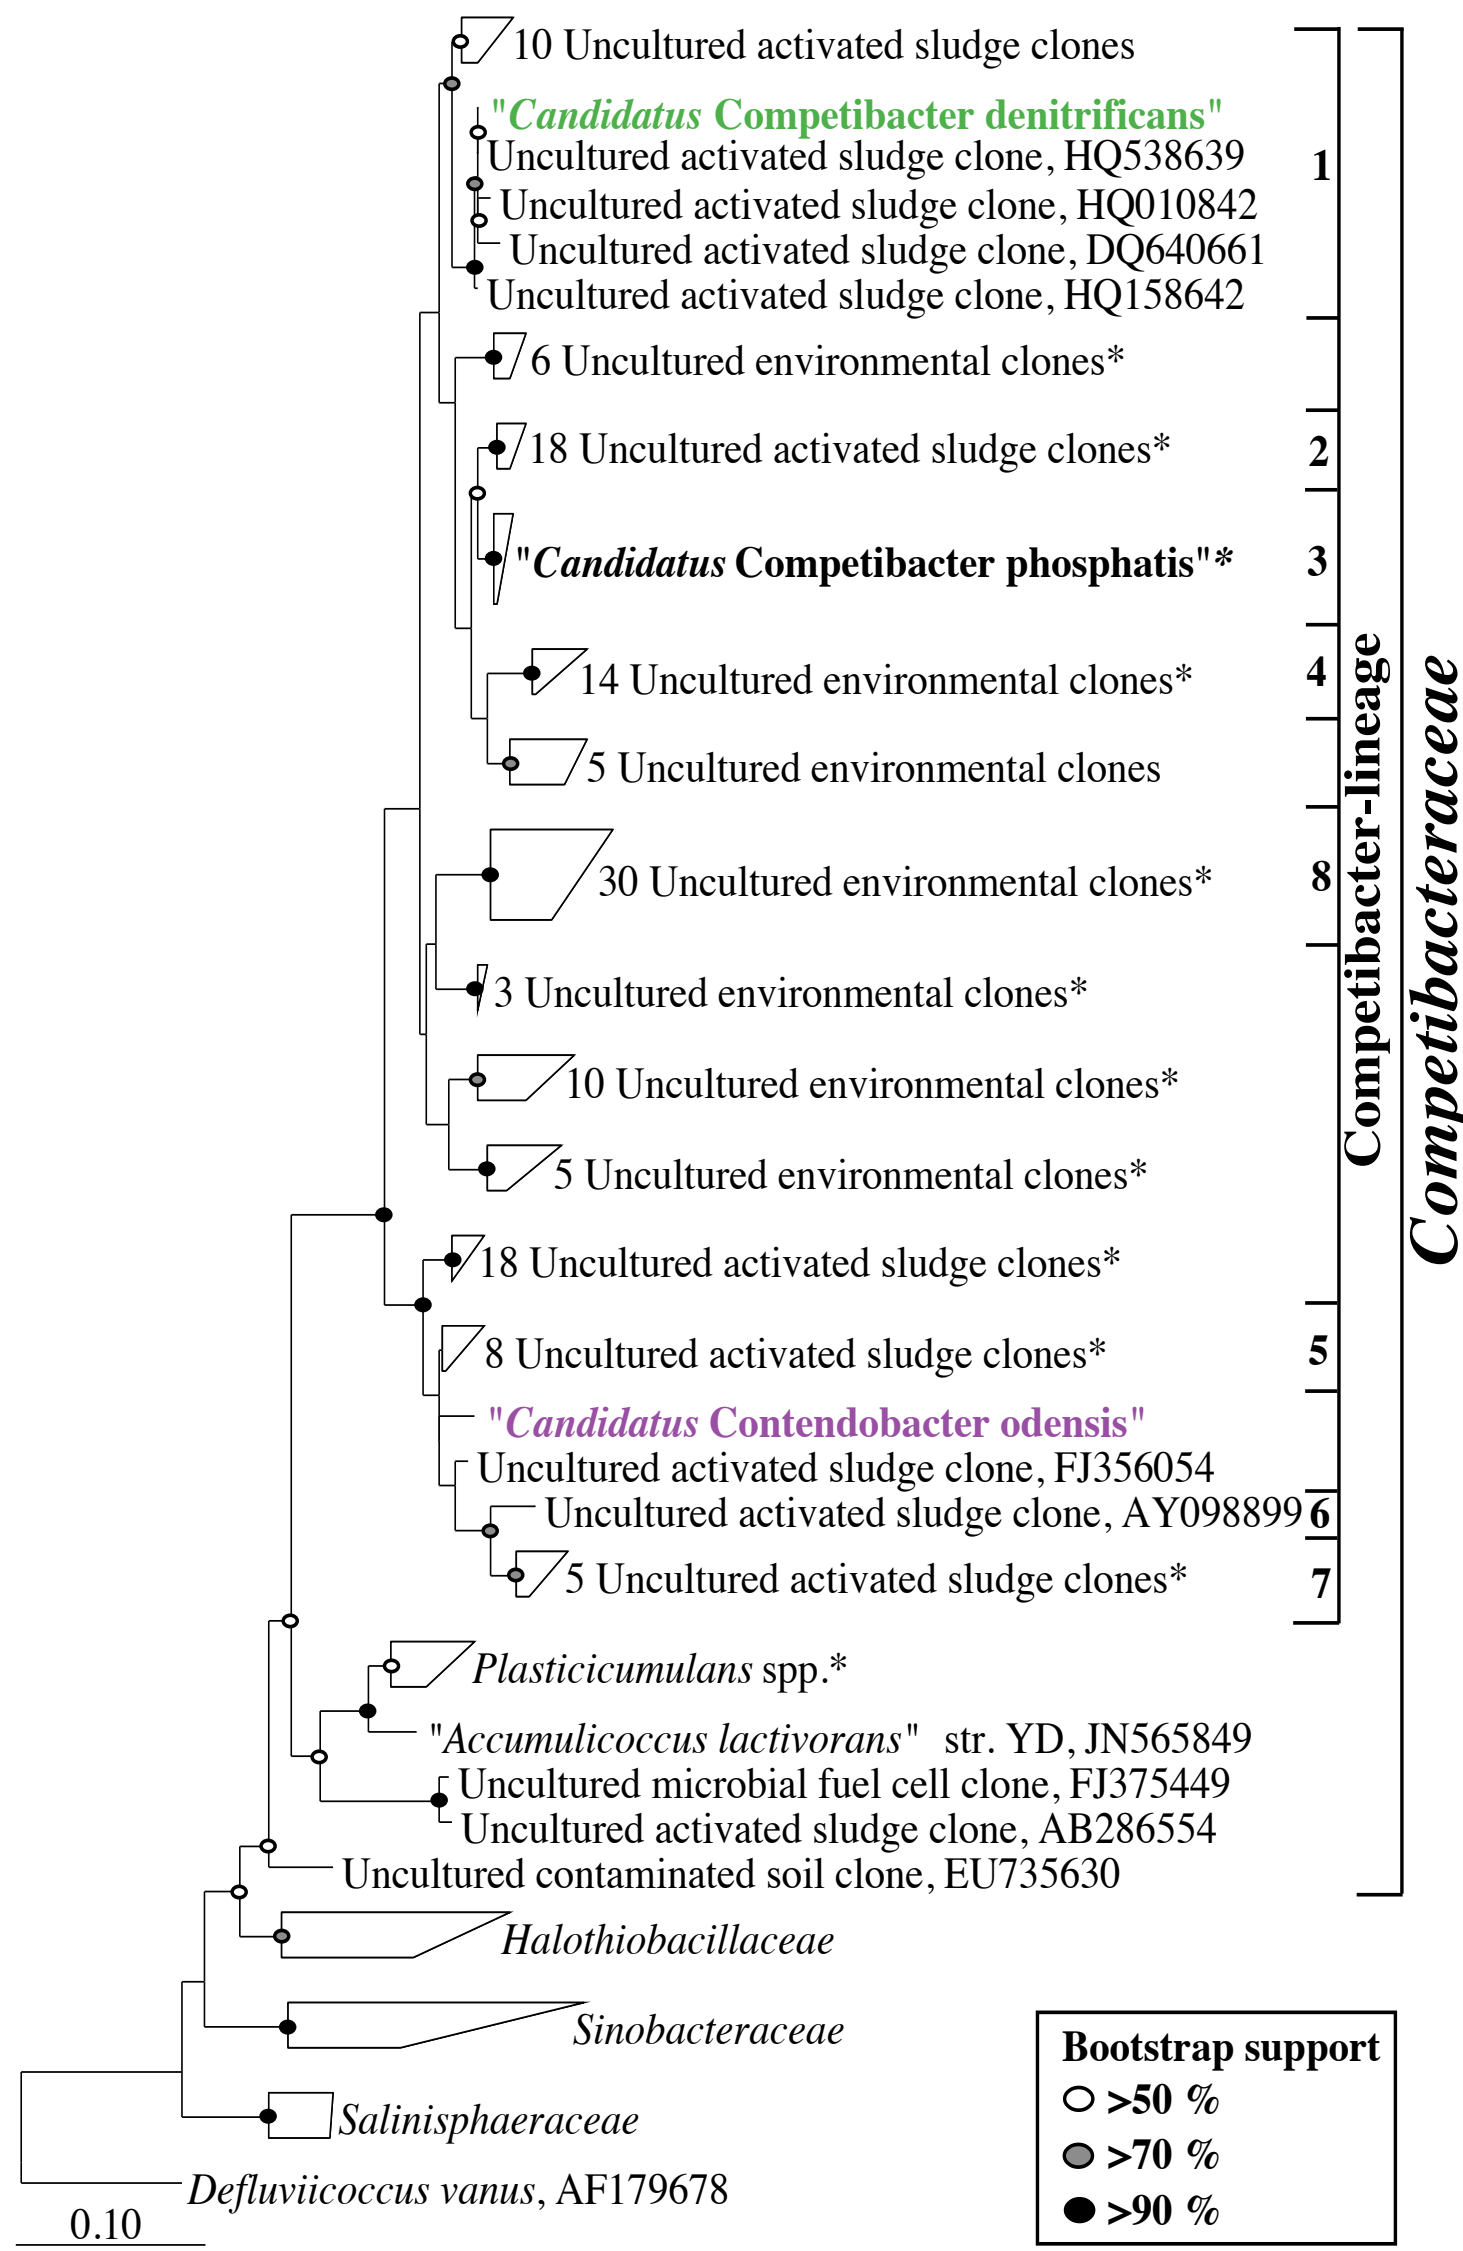 10 Uncultured activated sludge clones
"Candidatus Competibacter denitrificans"
Uncultured activated sludge clone, HQ538639
1
Uncultured activated sludge clone, HQ010842
Uncultured activated sludge clone, DQ640661
Uncultured activated sludge clone, HQ158642
6 Uncultured environmental clones*
18 Uncultured activated sludge clones*
2
"Candidatus Competibacter phosphatis"*
3
14 Uncultured environmental clones*
4
5 Uncultured environmental clones
30 Uncultured environmental clones*
8
3 Uncultured environmental clones*
10 Uncultured environmental clones*
5 Uncultured environmental clones*
18 Uncultured activated sludge clones*
8 Uncultured activated sludge clones*
5
"Candidatus Contendobacter odensis"
Uncultured activated sludge clone, FJ356054
Uncultured activated sludge clone, AY098899
6
5 Uncultured activated sludge clones*
7
Competibacter-lineage
Competibacteraceae
Plasticicumulans spp.*
"Accumulicoccus lactivorans" str. YD, JN565849
Uncultured microbial fuel cell clone, FJ375449
Uncultured activated sludge clone, AB286554
Uncultured contaminated soil clone, EU735630
Halothiobacillaceae
Sinobacteraceae
Salinisphaeraceae
Defluviicoccus vanus, AF179678
0.10
Bootstrap support
>50 %
>70 %
>90 %